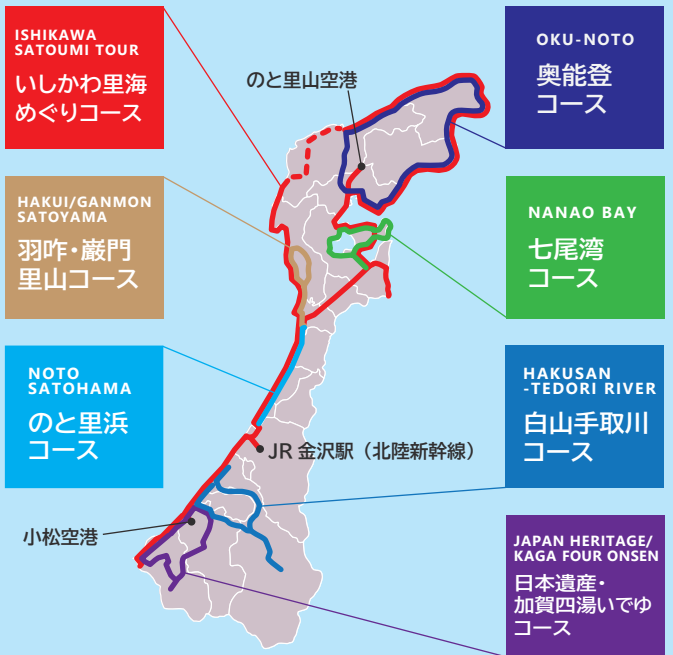 ISHIKAWA
SATOUMI TOUR
いしかわ里海
めぐりコース
のと里山空港
OKU-NOTO
奥能登
コース
HAKUI/GANMON
SATOYAMA
羽咋・巌門
里山コース
NANAO BAY
七尾湾
コース
NOTO
SATOHAMA
のと里浜
コース
HAKUSAN
-TEDORI RIVER
白山手取川
コース
JR 金沢駅（北陸新幹線）
小松空港
JAPAN HERITAGE/
KAGA FOUR ONSEN
日本遺産・
加賀四湯いでゆ
コース